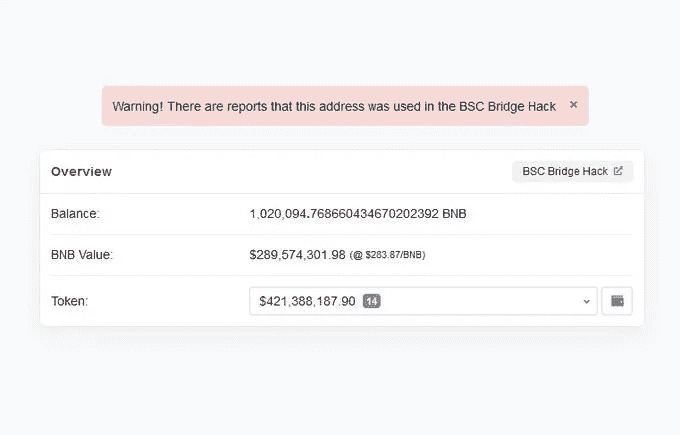 Warning! There are reports that this address was used in the BSC Bridge Hack ×
Overview
BSC Bridge Hack
Balance: 1,020,094.768660434670202392 BNB
BNB Value: $289,574,301.98 (@ $283.87/BNB)
Token: $421,388,187.90 14